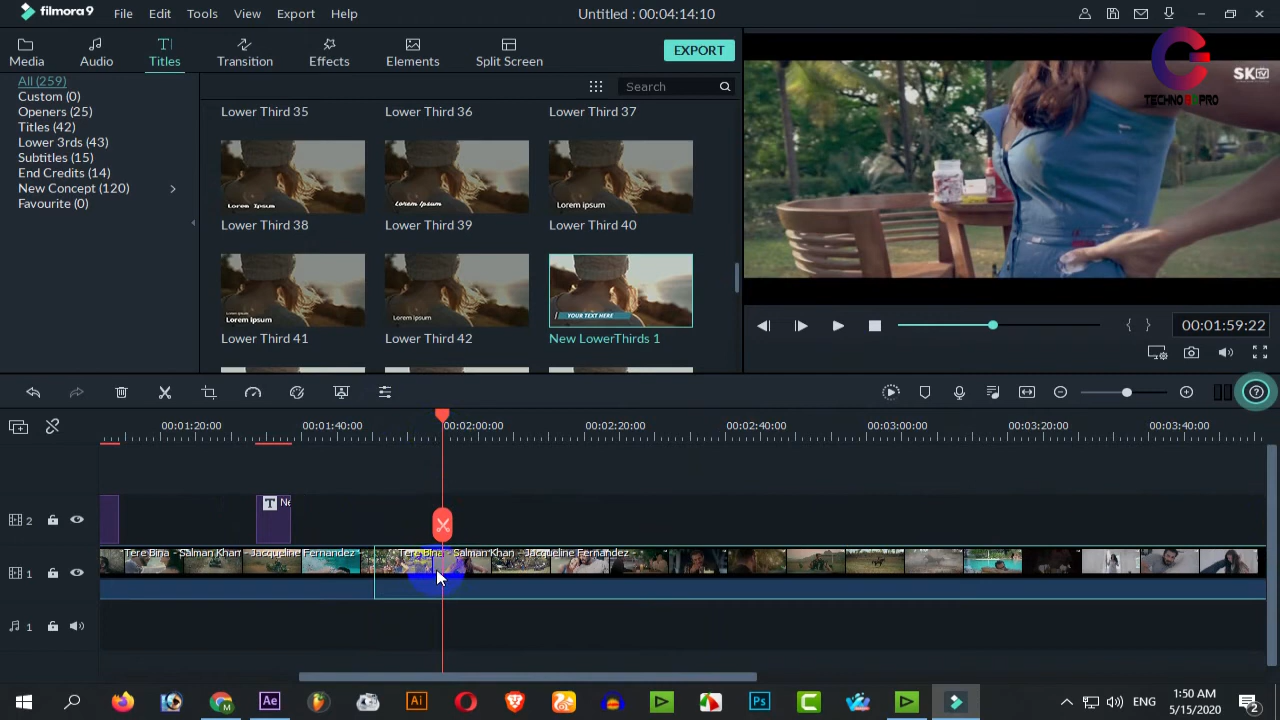 filmora9 File Edit Tools View Export Help Untitled : 00:04:14:10
Media Audio Titles Transition Effects Elements Split Screen EXPORT
All (259)
Custom (0)
Openers (25)
Titles (42)
Lower 3rds (43)
Subtitles (15)
End Credits (14)
New Concept (120)
Favourite (0)
Search
Lower Third 35 Lower Third 36 Lower Third 37
Lorem Ipsum Lorem Ipsum Lorem ipsum
Lower Third 38 Lower Third 39 Lower Third 40
Lorem Ipsum Lorem ipsum YOUR TEXT HERE
Lower Third 41 Lower Third 42 New LowerThirds 1
SKTV
TECHNO GK PRO
00:01:59:22
00:01:20:00 00:01:40:00 00:02:00:00 00:02:20:00 00:02:40:00 00:03:00:00 00:03:20:00 00:03:40:00
2 T Ne
Tere Bina - Salman Khan Jacqueline Fernandez Tere Bina - Salman Khan - Jacqueline Fernandez
1
1
Ae Ai Ps ENG 1:50 AM
5/15/2020 2